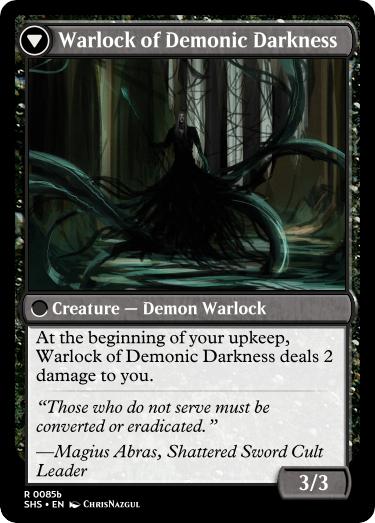 Warlock of Demonic Darkness
Creature — Demon Warlock
At the beginning of your upkeep,
Warlock of Demonic Darkness deals 2
damage to you.
“Those who do not serve must be
converted or eradicated.”
—Magius Abras, Shattered Sword Cult
Leader
3/3
R 0085b
SHS • EN ChrisNazgul